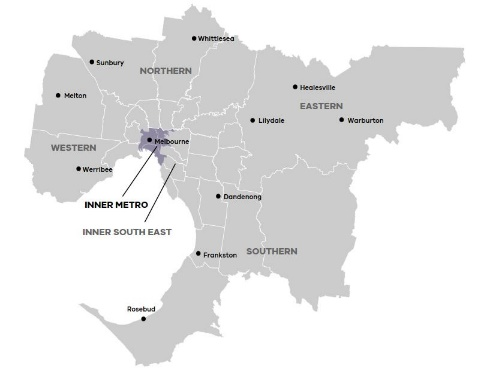 Whittlesea
Sunbury
NORTHERN
Healesville
Melton
EASTERN
Lilydale
Warburton
Melbourne
WESTERN
Werribee
Dandenong
INNER METRO
INNER SOUTH EAST
SOUTHERN
Frankston
Rosebud